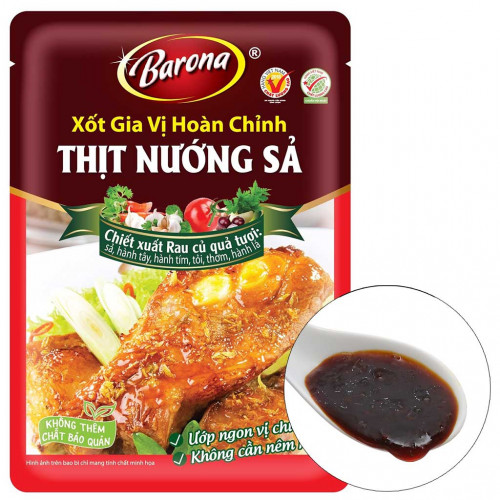 Barona®
Xốt Gia Vị Hoàn Chỉnh
THỊT NƯỚNG SẢ
Chiết xuất Rau củ quả tươi:
sả, hành tây, hành tím, tỏi, thơm, hành lá
KHÔNG THÊM
CHẤT BẢO QUẢN
✓ Ướp ngon vị
✓ Không cần nêm
Hình ảnh trên bao bì chỉ mang tính chất minh họa